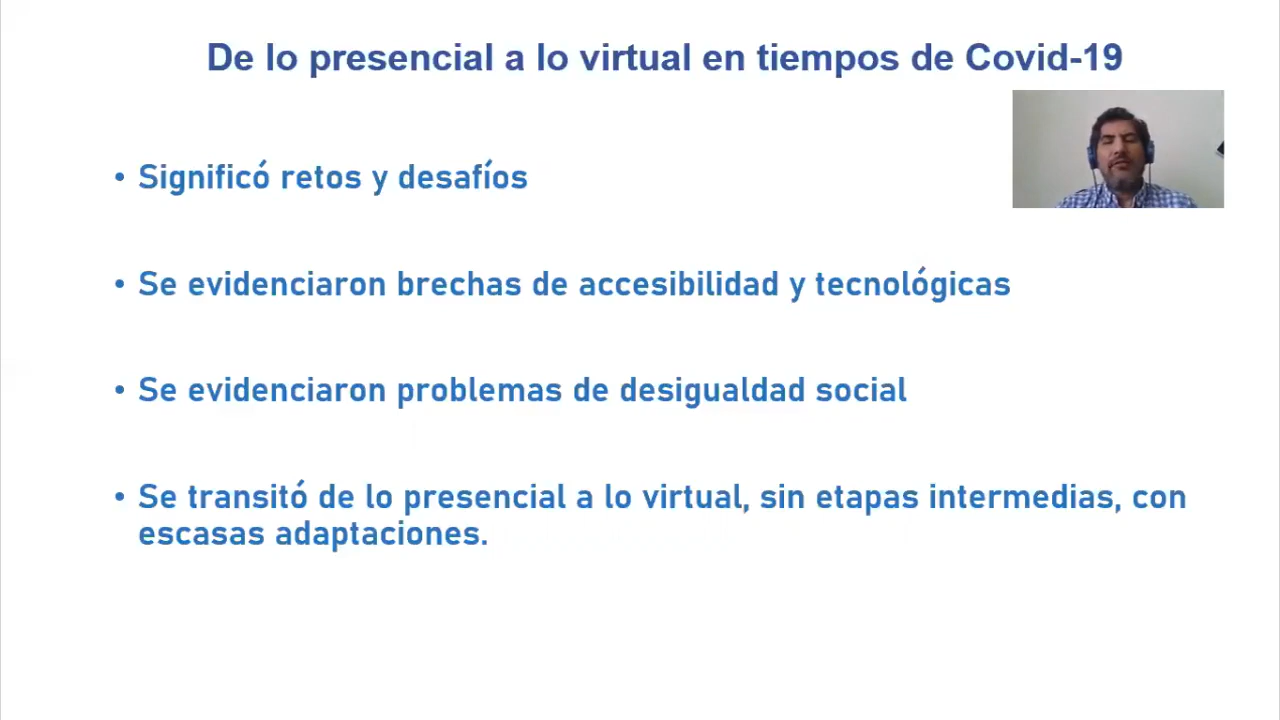 De lo presencial a lo virtual en tiempos de Covid-19
• Significó retos y desafíos
• Se evidenciaron brechas de accesibilidad y tecnológicas
• Se evidenciaron problemas de desigualdad social
• Se transitó de lo presencial a lo virtual, sin etapas intermedias, con
escasas adaptaciones.